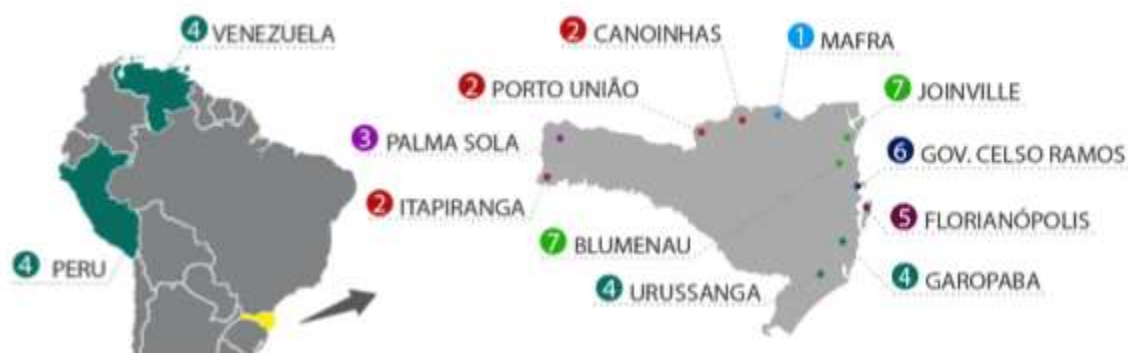 4 VENEZUELA
4 PERU
2 CANOINHAS
1 MAFRA
2 PORTO UNIÃO
7 JOINVILLE
3 PALMA SOLA
6 GOV. CELSO RAMOS
2 ITAPIRANGA
5 FLORIANÓPOLIS
7 BLUMENAU
4 GAROPABA
4 URUSSANGA